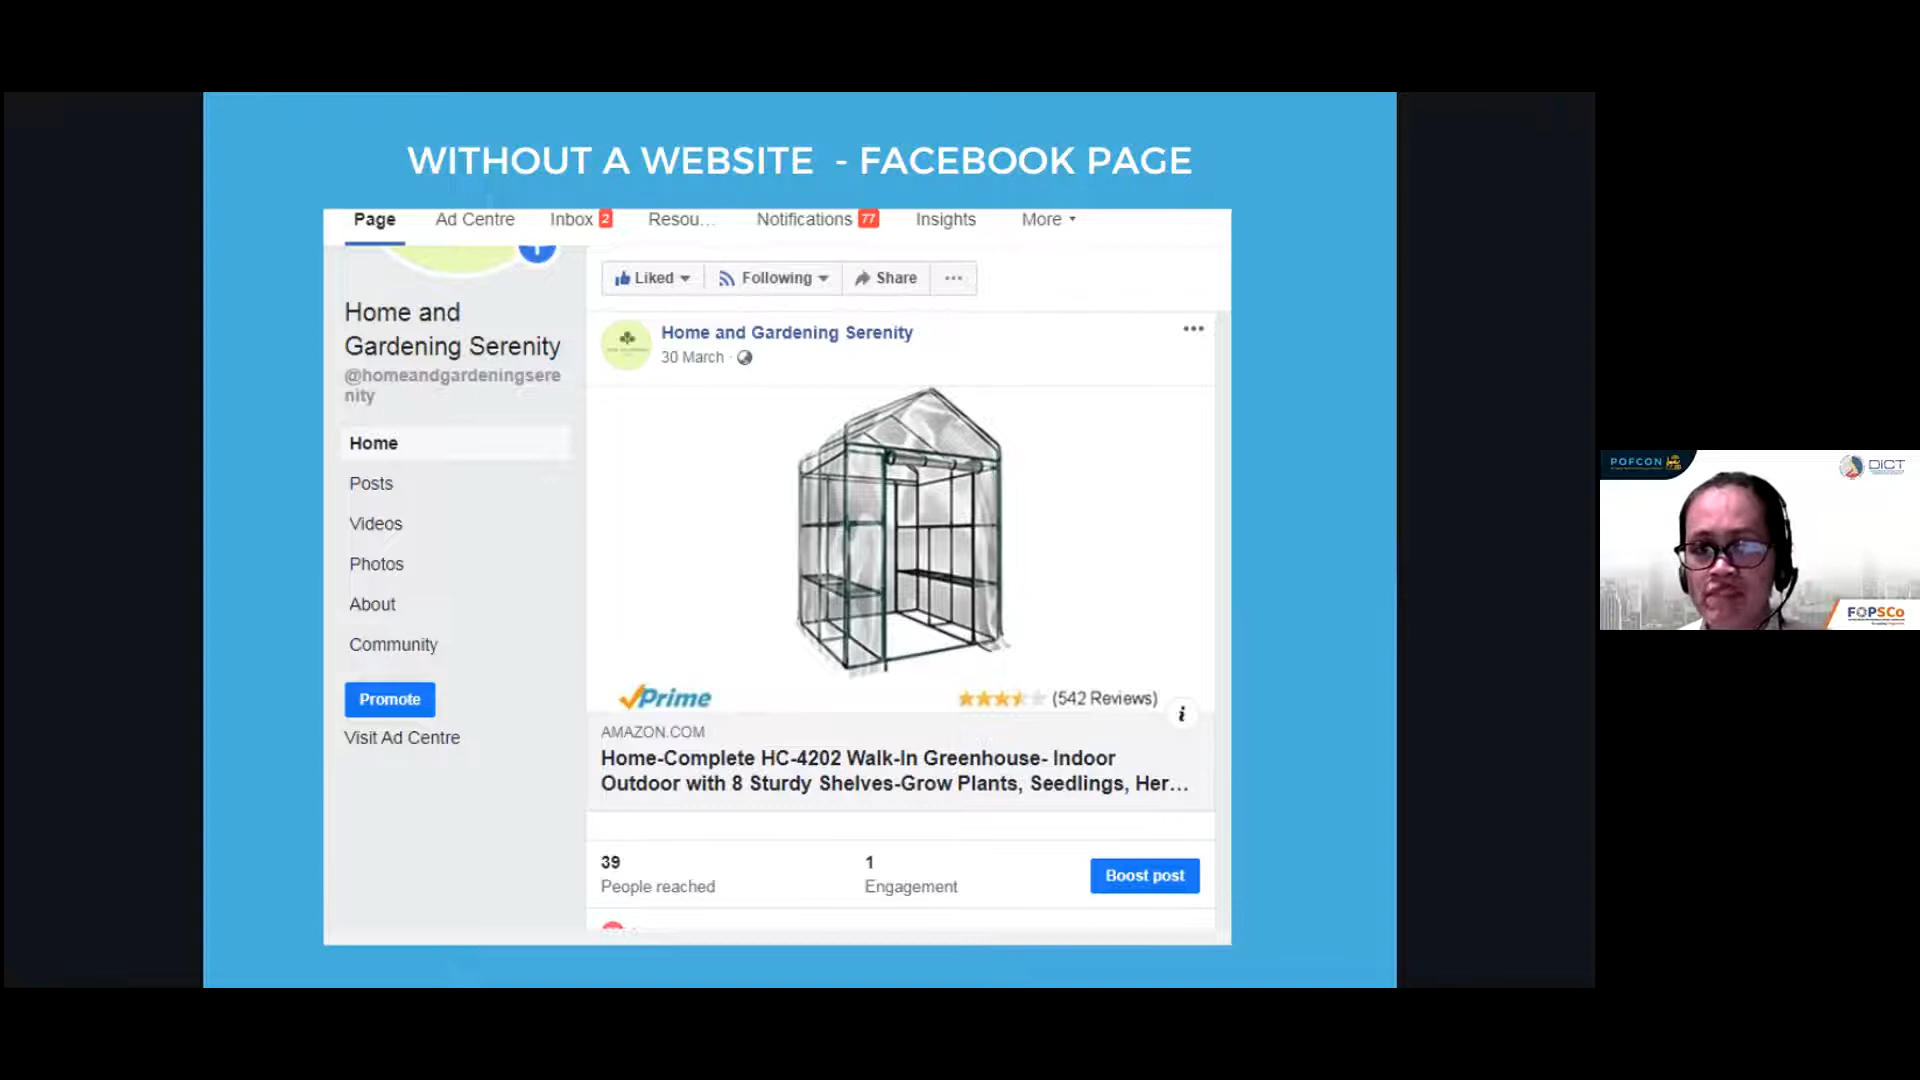 WITHOUT A WEBSITE - FACEBOOK PAGE
Page Ad Centre Inbox 2 Resou... Notifications 77 Insights More
Liked Following Share ...
Home and
Gardening Serenity
@homeandgardeningsere
nity
Home
Posts
Videos
Photos
About
Community
Promote
Visit Ad Centre
Home and Gardening Serenity
30 March ·
Prime
(542 Reviews)
i
AMAZON.COM
Home-Complete HC-4202 Walk-In Greenhouse- Indoor
Outdoor with 8 Sturdy Shelves-Grow Plants, Seedlings, Her...
39
People reached
1
Engagement
Boost post
POFCON
DICT
FOPSCo